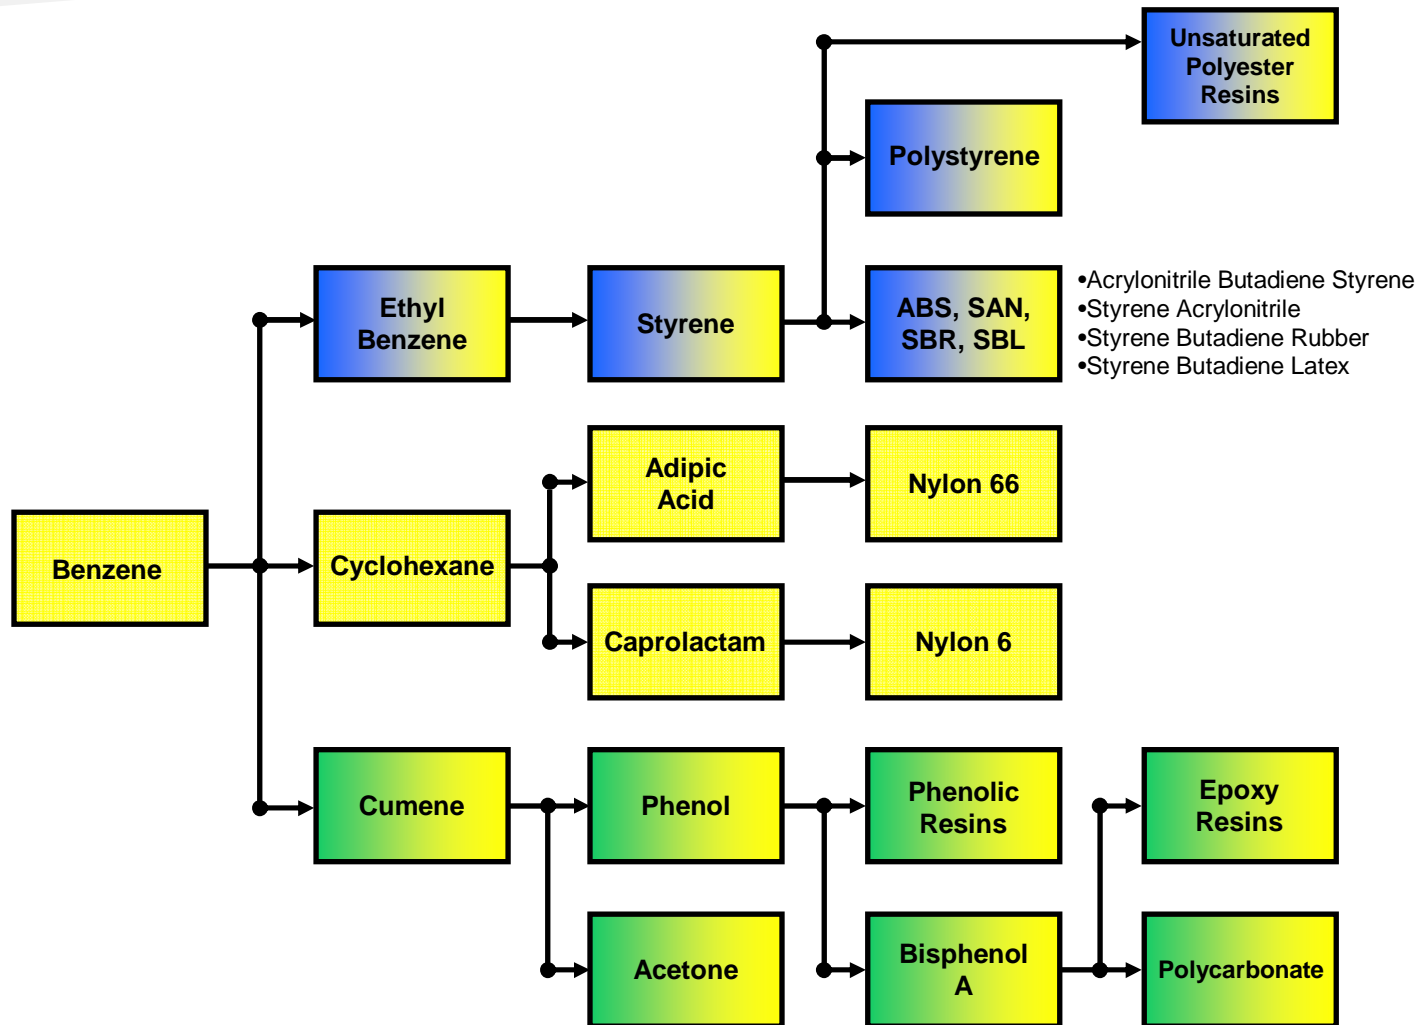 Unsaturated
Polyester
Resins
Polystyrene
Ethyl
Benzene
Styrene
ABS, SAN,
SBR, SBL
•Acrylonitrile Butadiene Styrene
•Styrene Acrylonitrile
•Styrene Butadiene Rubber
•Styrene Butadiene Latex
Adipic
Acid
Nylon 66
Benzene
Cyclohexane
Caprolactam
Nylon 6
Cumene
Phenol
Phenolic
Resins
Epoxy
Resins
Acetone
Bisphenol
A
Polycarbonate